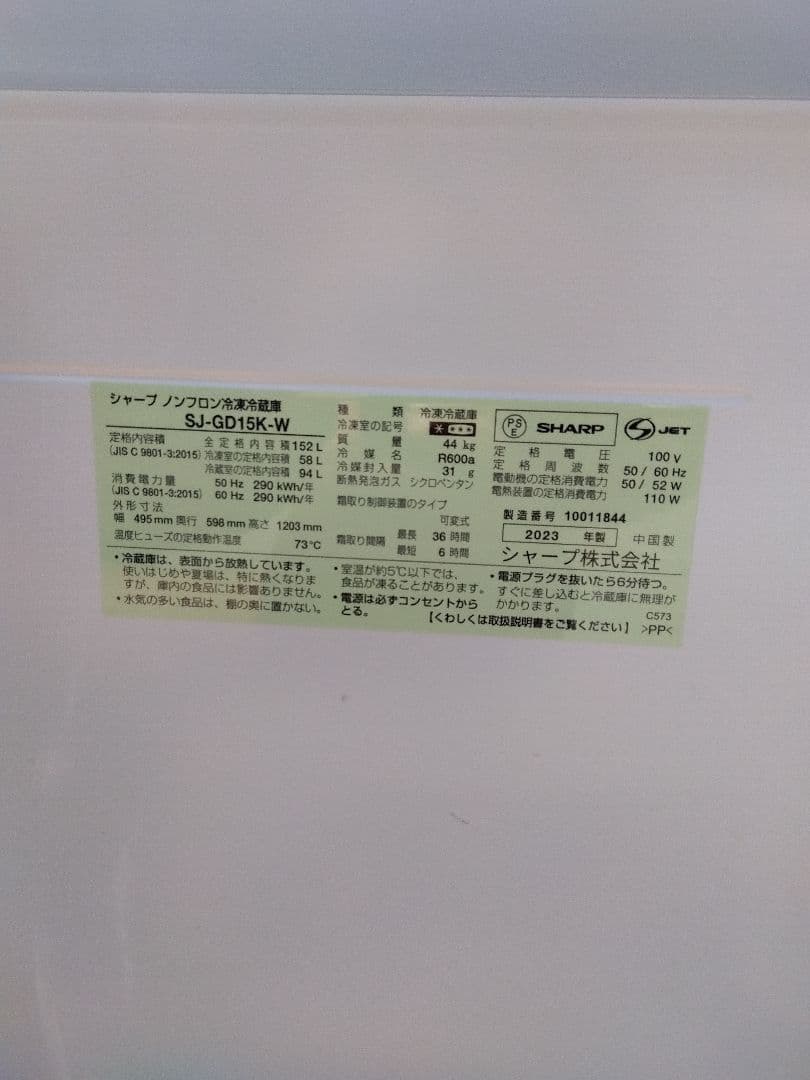 シャープ ノンフロン冷凍冷蔵庫
SJ-GD15K-W
定格内容積
(JIS C 9801-3:2015)
全定格内容積 152 L
冷凍室の定格内容積 58 L
冷蔵室の定格内容積 94 L
消費電力量
(JIS C 9801-3:2015)
50 Hz 290 kWh/年
60 Hz 290 kWh/年
外形寸法
幅 495 mm 奥行 598 mm 高さ 1203 mm
温度ヒューズの定格動作温度 73℃
種類 冷凍冷蔵庫
冷凍室の記号 * ***
質量 44 kg
冷媒名 R600a
冷媒封入量 31 g
断熱発泡ガス シクロペンタン
霜取り制御装置のタイプ
可変式
霜取り間隔 最長 36 時間
最短 6 時間
PS E SHARP S JET
定格電圧 100 V
定格周波数 50 / 60 Hz
電動機の定格消費電力 50 / 52 W
電熱装置の定格消費電力 110 W
製造番号 10011844
2023 年製 中国製
シャープ株式会社
・冷蔵庫は、表面から放熱しています。
使いはじめや夏場は、特に熱くなりま
すが、庫内の食品には影響ありません。
・水気の多い食品は、棚の奥に置かない。
・室温が約5℃以下では、
食品が凍ることがあります。
・電源は必ずコンセントから
とる。
・電源プラグを抜いたら6分待つ。
すぐに差し込むと冷蔵庫に無理が
かかります。
C573
【くわしくは取扱説明書をご覧ください】 >PP<